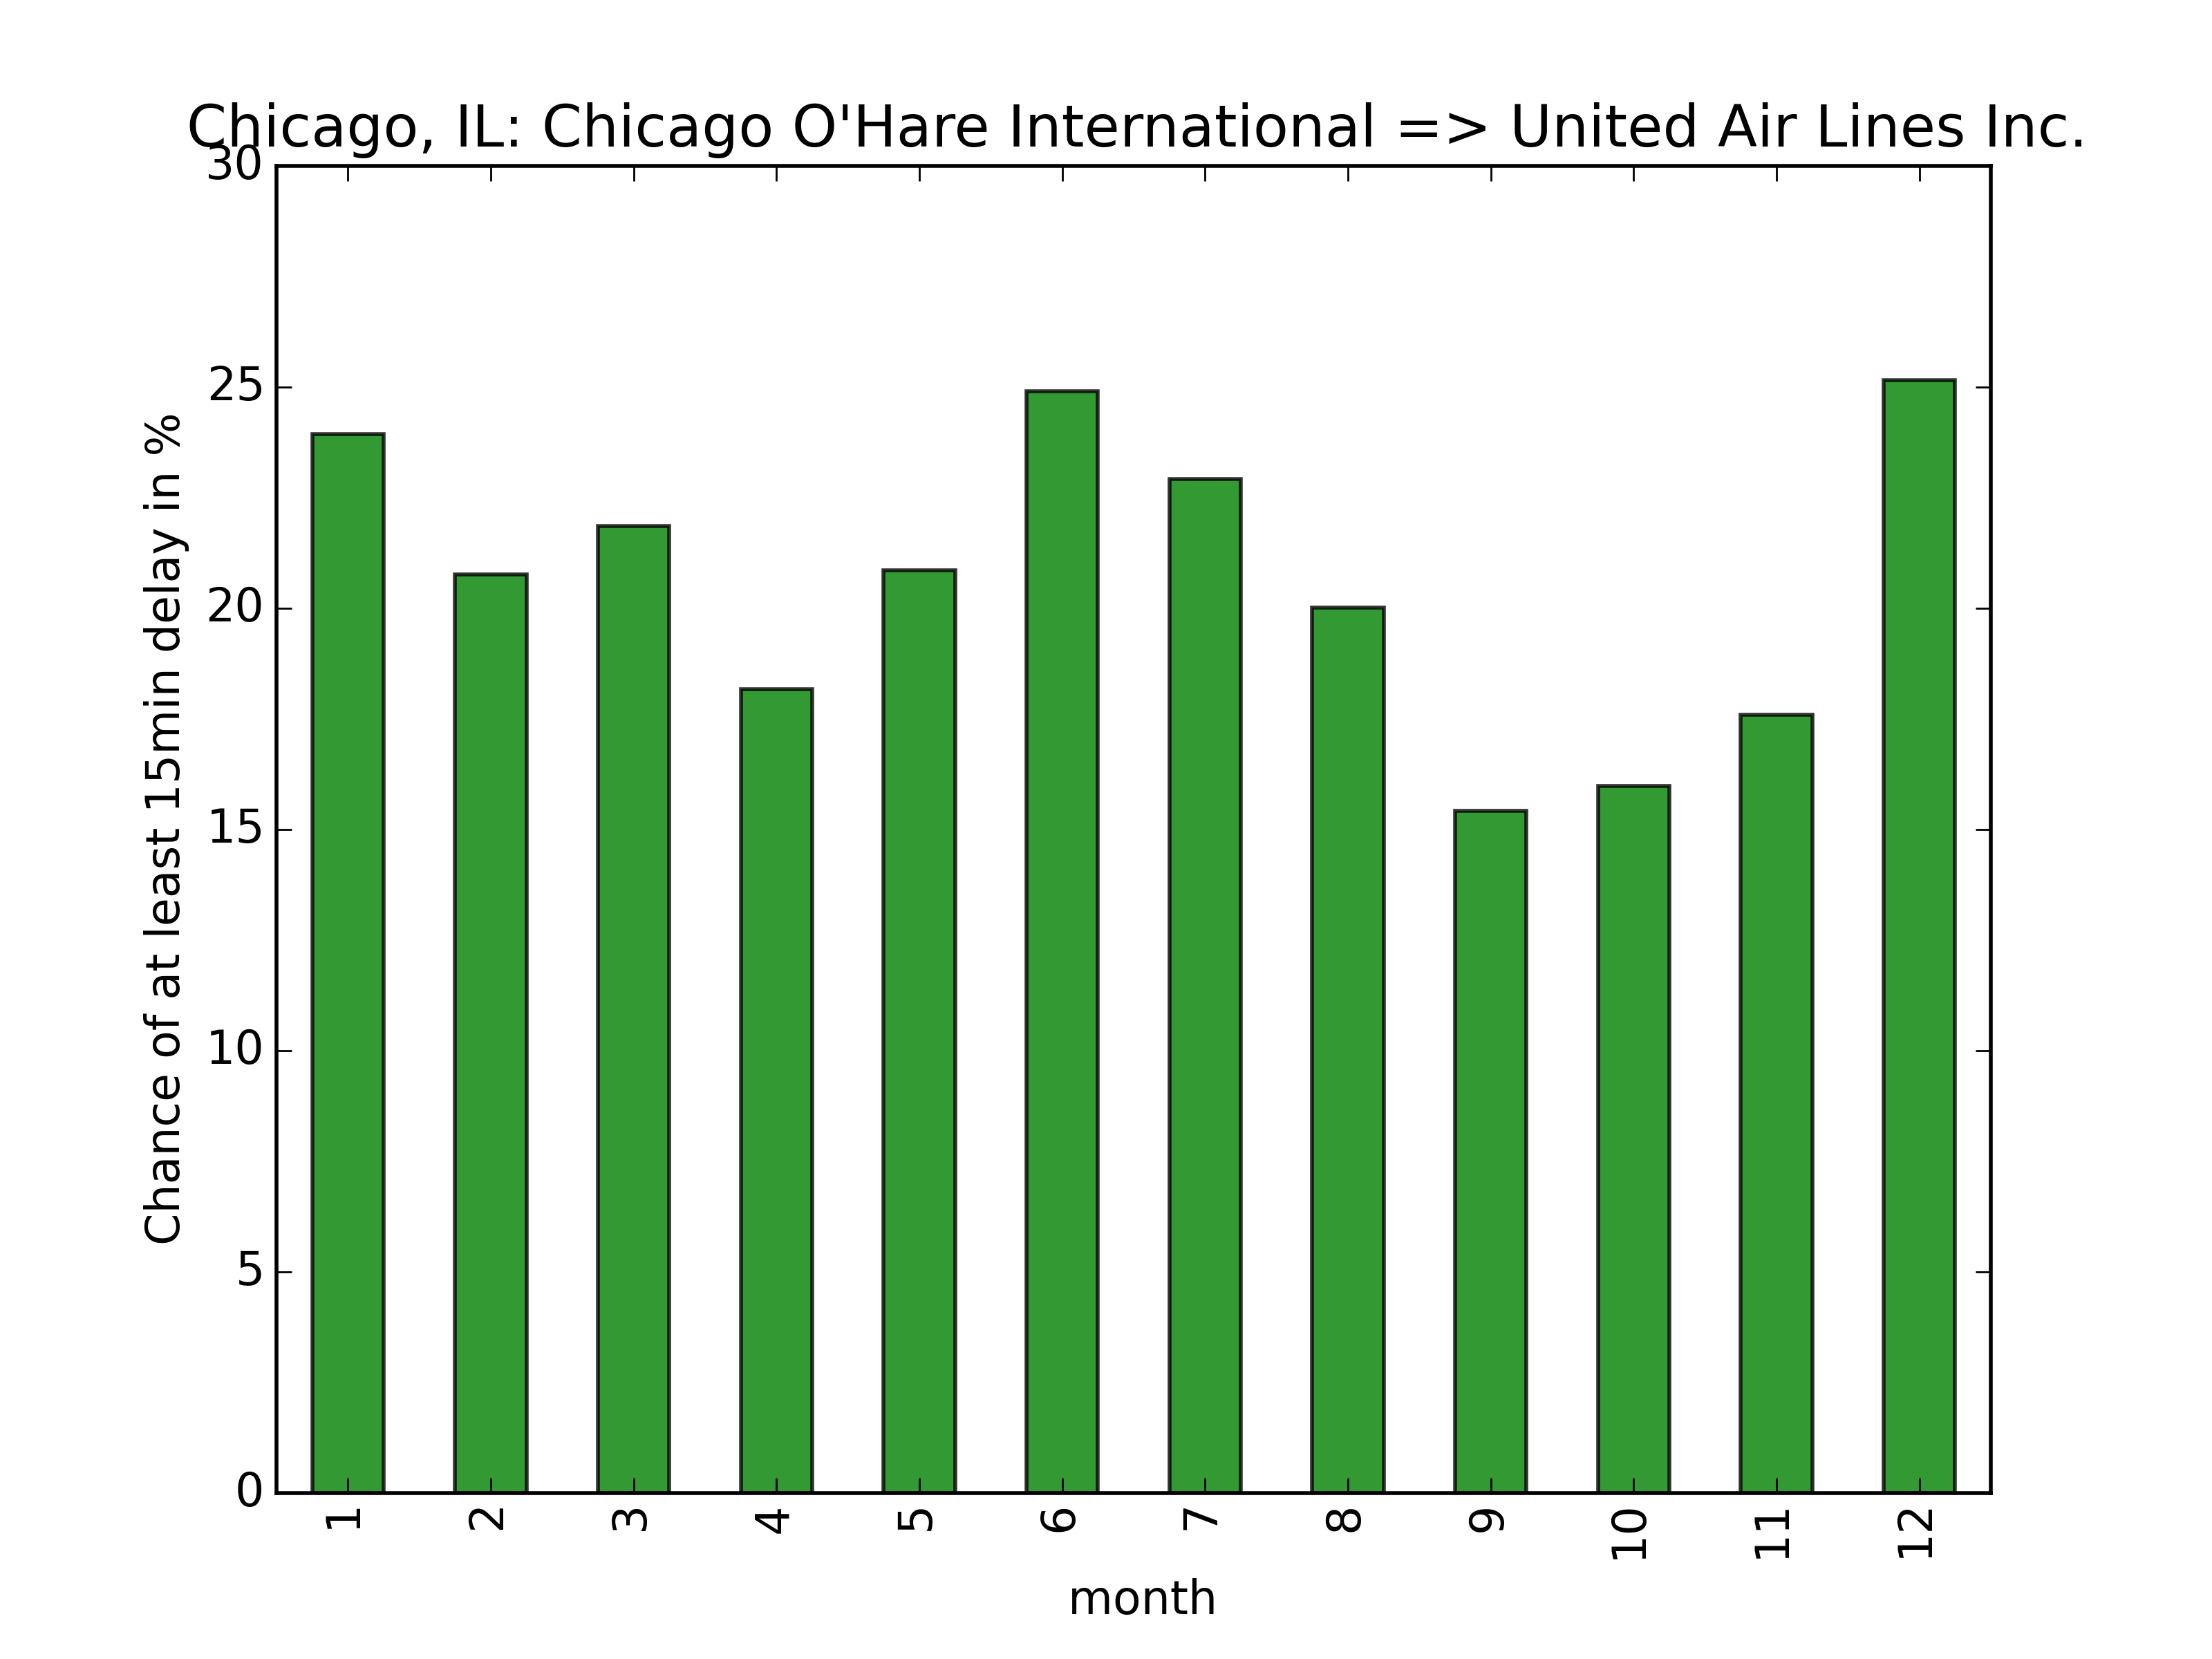 Chicago, IL: Chicago O'Hare International => United Air Lines Inc.
Chance of at least 15min delay in %
30
25
20
15
10
5
0
1 2 3 4 5 6 7 8 9 10 11 12
month